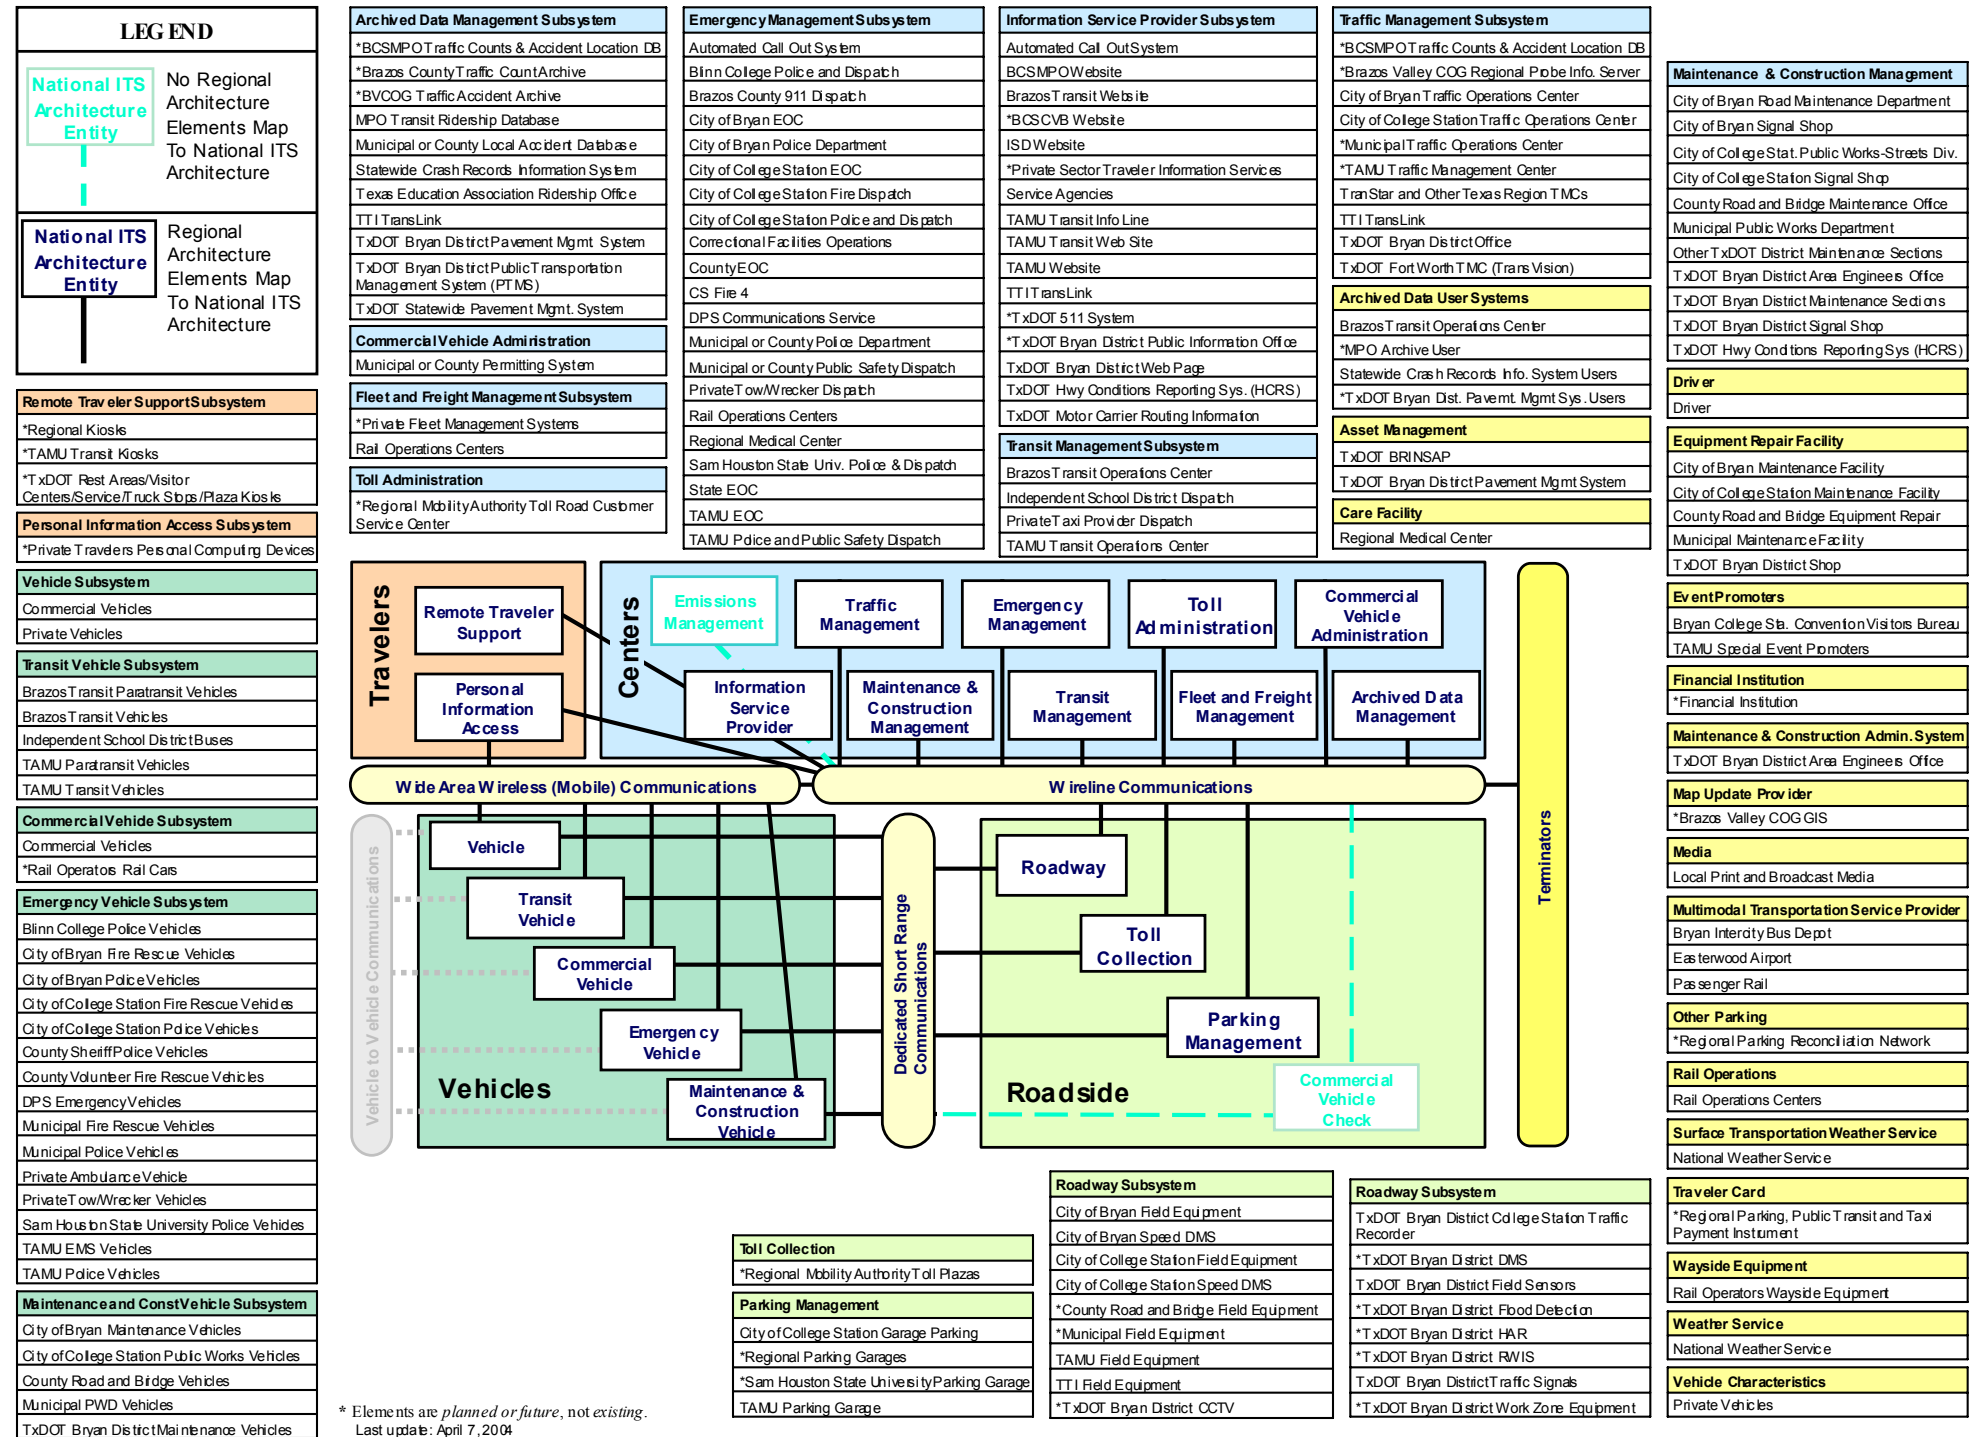 LEGEND
National ITS
Architecture
Entity
No Regional
Architecture
Elements Map
To National ITS
Architecture
National ITS
Architecture
Entity
Regional
Architecture
Elements Map
To National ITS
Architecture
Remote Traveler Support Subsystem
*Regional Kiosks
*TAMU Transit Kiosks
*TxDOT Rest Areas/Visitor
Centers/Service/Truck Stops/Plaza Kiosks
Personal Information Access Subsystem
*Private Travelers Personal Computing Devices
Vehicle Subsystem
Commercial Vehicles
Private Vehicles
Transit Vehicle Subsystem
Brazos Transit Paratransit Vehicles
Brazos Transit Vehicles
Independent School District Buses
TAMU Paratransit Vehicles
TAMU Transit Vehicles
Commercial Vehicle Subsystem
Commercial Vehicles
*Rail Operators Rail Cars
Emergency Vehicle Subsystem
Blinn College Police Vehicles
City of Bryan Fire Rescue Vehicles
City of Bryan Police Vehicles
City of College Station Fire Rescue Vehicles
City of College Station Police Vehicles
County Sheriff Police Vehicles
County Volunteer Fire Rescue Vehicles
DPS Emergency Vehicles
Municipal Fire Rescue Vehicles
Municipal Police Vehicles
Private Ambulance Vehicle
Private Tow/Wrecker Vehicles
Sam Houston State University Police Vehicles
TAMU EMS Vehicles
TAMU Police Vehicles
Maintenance and Const Vehicle Subsystem
City of Bryan Maintenance Vehicles
City of College Station Public Works Vehicles
County Road and Bridge Vehicles
Municipal PWD Vehicles
TxDOT Bryan District Maintenance Vehicles
Archived Data Management Subsystem
*BCSMPO Traffic Counts & Accident Location DB
*Brazos County Traffic Count Archive
*BVCOG Traffic Accident Archive
MPO Transit Ridership Database
Municipal or County Local Accident Database
Statewide Crash Records Information System
Texas Education Association Ridership Office
TTI TransLink
TxDOT Bryan District Pavement Mgmt System
TxDOT Bryan District Public Transportation
Management System (PTMS)
TxDOT Statewide Pavement Mgmt. System
Commercial Vehicle Administration
Municipal or County Permitting System
Fleet and Freight Management Subsystem
*Private Fleet Management Systems
Rail Operations Centers
Toll Administration
*Regional Mobility Authority Toll Road Customer
Service Center
Emergency Management Subsystem
Automated Call Out System
Blinn College Police and Dispatch
Brazos County 911 Dispatch
City of Bryan EOC
City of Bryan Police Department
City of College Station EOC
City of College Station Fire Dispatch
City of College Station Police and Dispatch
Correctional Facilities Operations
County EOC
CS Fire 4
DPS Communications Service
Municipal or County Police Department
Municipal or County Public Safety Dispatch
Private Tow/Wrecker Dispatch
Rail Operations Centers
Regional Medical Center
Sam Houston State Univ. Police & Dispatch
State EOC
TAMU EOC
TAMU Police and Public Safety Dispatch
Information Service Provider Subsystem
Automated Call Out System
BCSMPO Website
Brazos Transit Website
*BCSCVB Website
ISD Website
*Private Sector Traveler Information Services
Service Agencies
TAMU Transit Info Line
TAMU Transit Web Site
TAMU Website
TTI TransLink
*TxDOT 511 System
*TxDOT Bryan District Public Information Office
TxDOT Bryan District Web Page
TxDOT Hwy Conditions Reporting Sys. (HCRS)
TxDOT Motor Carrier Routing Information
Transit Management Subsystem
Brazos Transit Operations Center
Independent School District Dispatch
Private Taxi Provider Dispatch
TAMU Transit Operations Center
Traffic Management Subsystem
*BCSMPO Traffic Counts & Accident Location DB
*Brazos Valley COG Regional Probe Info. Server
City of Bryan Traffic Operations Center
City of College Station Traffic Operations Center
*Municipal Traffic Operations Center
*TAMU Traffic Management Center
TranStar and Other Texas Region TMCs
TTI TransLink
TxDOT Bryan District Office
TxDOT Fort Worth TMC (TransVision)
Archived Data User Systems
Brazos Transit Operations Center
*MPO Archive User
Statewide Crash Records Info. System Users
*TxDOT Bryan Dist. Pavemt. Mgmt Sys. Users
Asset Management
TxDOT BRINSAP
TxDOT Bryan District Pavement Mgmt System
Care Facility
Regional Medical Center
Maintenance & Construction Management
City of Bryan Road Maintenance Department
City of Bryan Signal Shop
City of College Stat. Public Works-Streets Div.
City of College Station Signal Shop
County Road and Bridge Maintenance Office
Municipal Public Works Department
Other TxDOT District Maintenance Sections
TxDOT Bryan District Area Engineers Office
TxDOT Bryan District Maintenance Sections
TxDOT Bryan District Signal Shop
TxDOT Hwy Conditions Reporting Sys (HCRS)
Driver
Driver
Equipment Repair Facility
City of Bryan Maintenance Facility
City of College Station Maintenance Facility
County Road and Bridge Equipment Repair
Municipal Maintenance Facility
TxDOT Bryan District Shop
Event Promoters
Bryan College Sta. Convention Visitors Bureau
TAMU Special Event Promoters
Financial Institution
*Financial Institution
Maintenance & Construction Admin. System
TxDOT Bryan District Area Engineers Office
Map Update Provider
*Brazos Valley COG GIS
Media
Local Print and Broadcast Media
Multimodal Transportation Service Provider
Bryan Intercity Bus Depot
Easterwood Airport
Passenger Rail
Other Parking
*Regional Parking Reconciliation Network
Rail Operations
Rail Operations Centers
Surface Transportation Weather Service
National Weather Service
Traveler Card
*Regional Parking, Public Transit and Taxi
Payment Instrument
Wayside Equipment
Rail Operators Wayside Equipment
Weather Service
National Weather Service
Vehicle Characteristics
Private Vehicles
Travelers
Remote Traveler
Support
Personal
Information
Access
Centers
Emissions
Management
Traffic
Management
Emergency
Management
Toll
Administration
Commercial
Vehicle
Administration
Information
Service
Provider
Maintenance &
Construction
Management
Transit
Management
Fleet and Freight
Management
Archived Data
Management
Wide Area Wireless (Mobile) Communications
Wireline Communications
Terminators
Vehicle to Vehicle Communications
Vehicle
Transit
Vehicle
Commercial
Vehicle
Emergency
Vehicle
Maintenance &
Construction
Vehicle
Vehicles
Dedicated Short Range
Communications
Roadway
Toll
Collection
Parking
Management
Commercial
Vehicle
Check
Roadside
Toll Collection
*Regional Mobility Authority Toll Plazas
Parking Management
City of College Station Garage Parking
*Regional Parking Garages
*Sam Houston State University Parking Garage
TAMU Parking Garage
Roadway Subsystem
City of Bryan Field Equipment
City of Bryan Speed DMS
City of College Station Field Equipment
City of College Station Speed DMS
*County Road and Bridge Field Equipment
*Municipal Field Equipment
TAMU Field Equipment
TTI Field Equipment
*TxDOT Bryan District CCTV
Roadway Subsystem
TxDOT Bryan District College Station Traffic
Recorder
*TxDOT Bryan District DMS
TxDOT Bryan District Field Sensors
*TxDOT Bryan District Flood Detection
*TxDOT Bryan District HAR
*TxDOT Bryan District RWIS
TxDOT Bryan District Traffic Signals
*TxDOT Bryan District Work Zone Equipment
* Elements are planned or future, not existing.
Last update: April 7, 2004